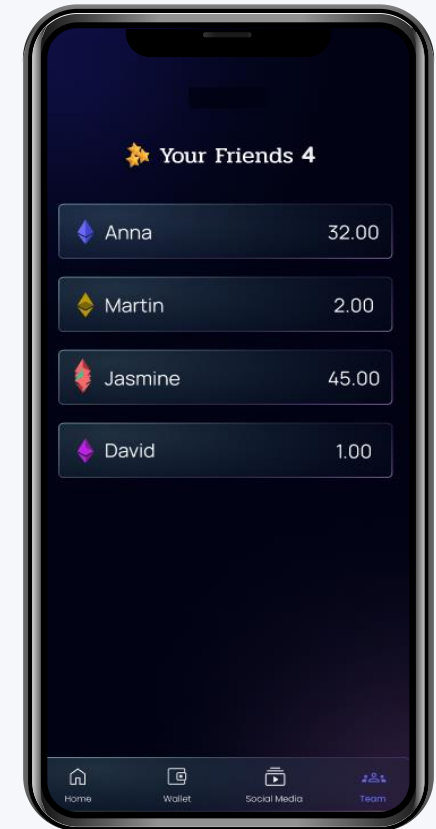 Your Friends 4
Anna 32.00
Martin 2.00
Jasmine 45.00
David 1.00
Home Wallet Social Media Team